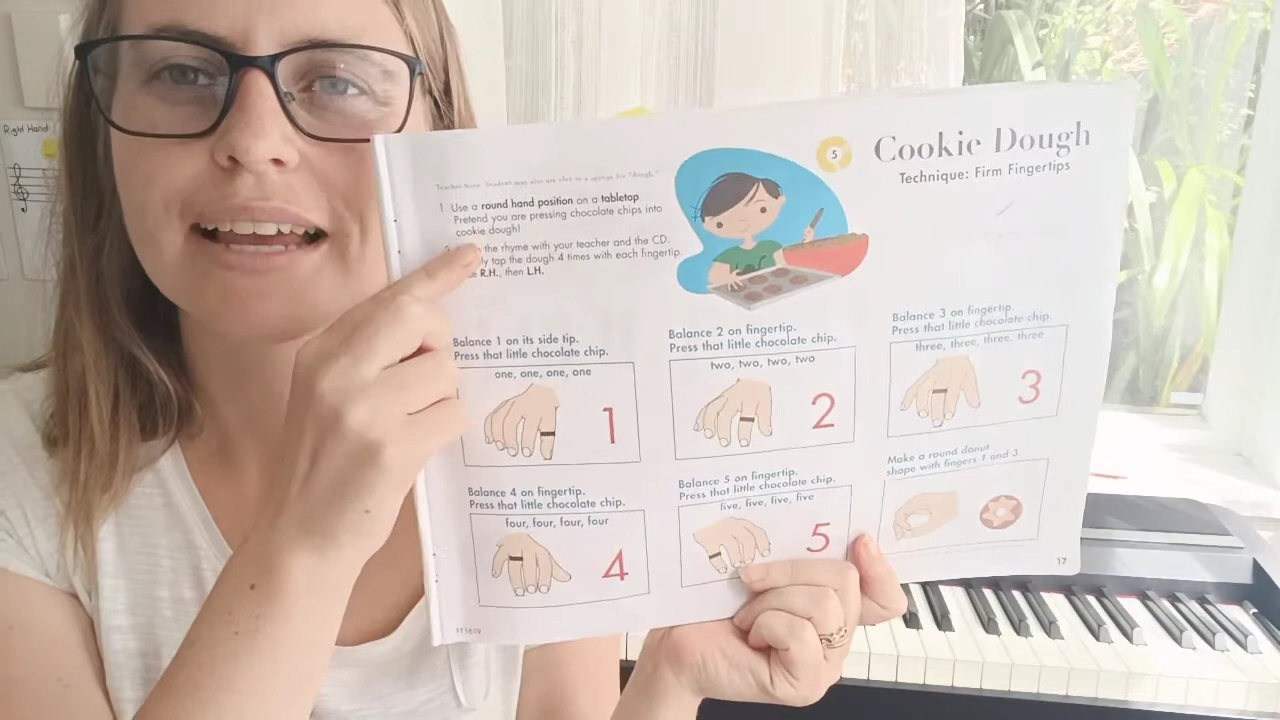 Right Hand
Teacher Note: Student may also use clay or a sponge for "dough."
5
Cookie Dough
Technique: Firm Fingertips
1. Use a round hand position on a tabletop.
Pretend you are pressing chocolate chips into
cookie dough!
the rhyme with your teacher and the CD.
tap the dough 4 times with each fingertip.
R.H., then L.H.
Balance 1 on its side tip.
Press that little chocolate chip.
one, one, one, one
1
Balance 2 on fingertip.
Press that little chocolate chip.
two, two, two, two
2
Balance 3 on fingertip.
Press that little chocolate chip.
three, three, three, three
3
Balance 4 on fingertip.
Press that little chocolate chip.
four, four, four, four
4
Balance 5 on fingertip.
Press that little chocolate chip.
five, five, five, five
5
Make a round donut
shape with fingers 1 and 3
FF1619
17